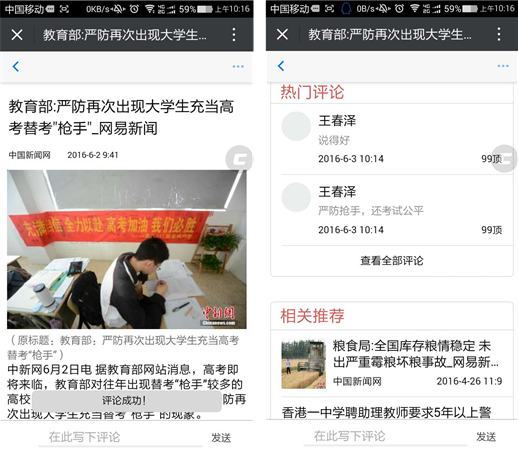 中国移动 0K/S 59% 上午10:16
教育部:严防再次出现大学生充...
教育部:严防再次出现大学生充当高
考替考"枪手"_网易新闻
中国新闻网 2016-6-2 9:41
全力以赴 高考加油 我们必胜
中新网
Chinanews.com
（原标题：教育部：严防再次出现大学生充当高考
替考“枪手”）
中新网6月2日电 据教育部网站消息，高考即
将来临，教育部对往年出现替考“枪手”较多的
高校
防再
评论成功！
次出现大学生充当替考“枪手”的现象。
在此写下评论 发送
中国移动 0B/S 59% 上午10:16
教育部:严防再次出现大学生充...
热门评论
王春泽
说得好
2016-6-3 10:14 99顶
王春泽
严防抢手，还考试公平
2016-6-3 10:14 99顶
查看全部评论
相关推荐
粮食局:全国库存粮情稳定 未
出严重霉粮坏粮事故_网易新...
中国新闻网 2016-4-26 11:9
香港一中学聘助理教师要求5年以上警
在此写下评论 发送